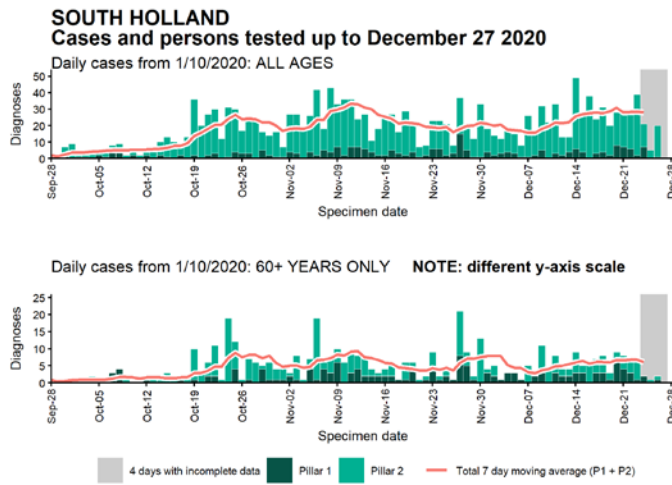 SOUTH HOLLAND
Cases and persons tested up to December 27 2020
Daily cases from 1/10/2020: ALL AGES
Diagnoses
50
40
30
20
10
0
Sep-28 Oct-05 Oct-12 Oct-19 Oct-26 Nov-02 Nov-09 Nov-16 Nov-23 Nov-30 Dec-07 Dec-14 Dec-21 Dec-28
Specimen date
Daily cases from 1/10/2020: 60+ YEARS ONLY NOTE: different y-axis scale
Diagnoses
25
20
15
10
5
0
Sep-28 Oct-05 Oct-12 Oct-19 Oct-26 Nov-02 Nov-09 Nov-16 Nov-23 Nov-30 Dec-07 Dec-14 Dec-21 Dec-28
Specimen date
4 days with incomplete data Pillar 1 Pillar 2 Total 7 day moving average (P1 + P2)